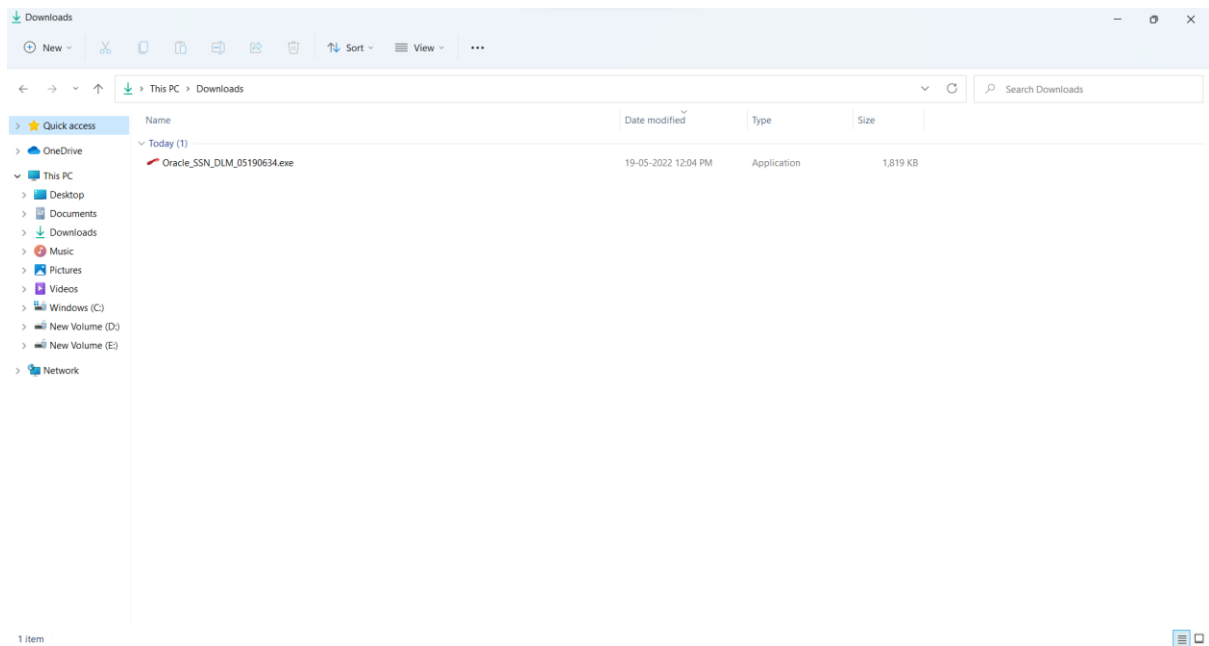 Downloads
New
Sort
View
This PC > Downloads
Search Downloads
Name Date modified Type Size
Quick access
Today (1)
OneDrive
Oracle_SSN_DLM_05190634.exe 19-05-2022 12:04 PM Application 1,819 KB
This PC
Desktop
Documents
Downloads
Music
Pictures
Videos
Windows (C:)
New Volume (D:)
New Volume (E:)
Network
1 item